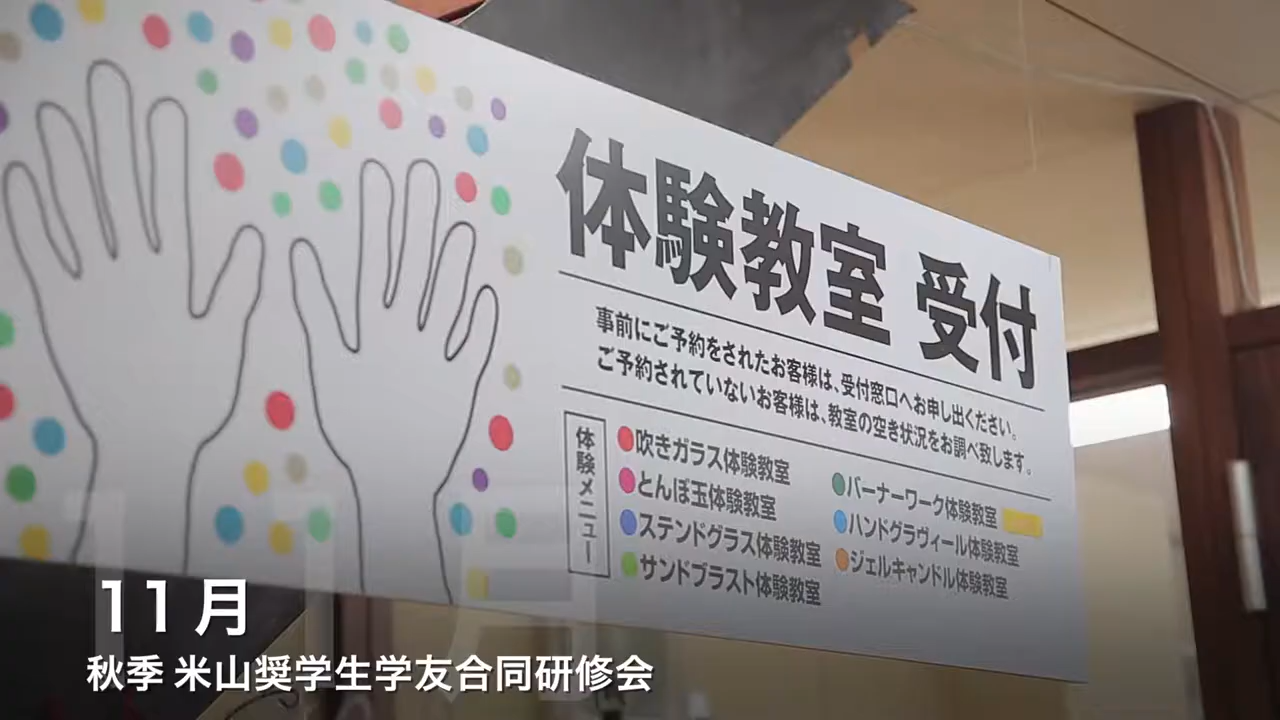 体験教室 受付
事前にご予約をされたお客様は、受付窓口へお申し出ください。
ご予約されていないお客様は、教室の空き状況をお調べ致します。
体験メニュー
吹きガラス体験教室
とんぼ玉体験教室
ステンドグラス体験教室
サンドブラスト体験教室
バーナーワーク体験教室
ハンドグラヴィール体験教室
ジェルキャンドル体験教室
11月
秋季 米山奨学生学友合同研修会